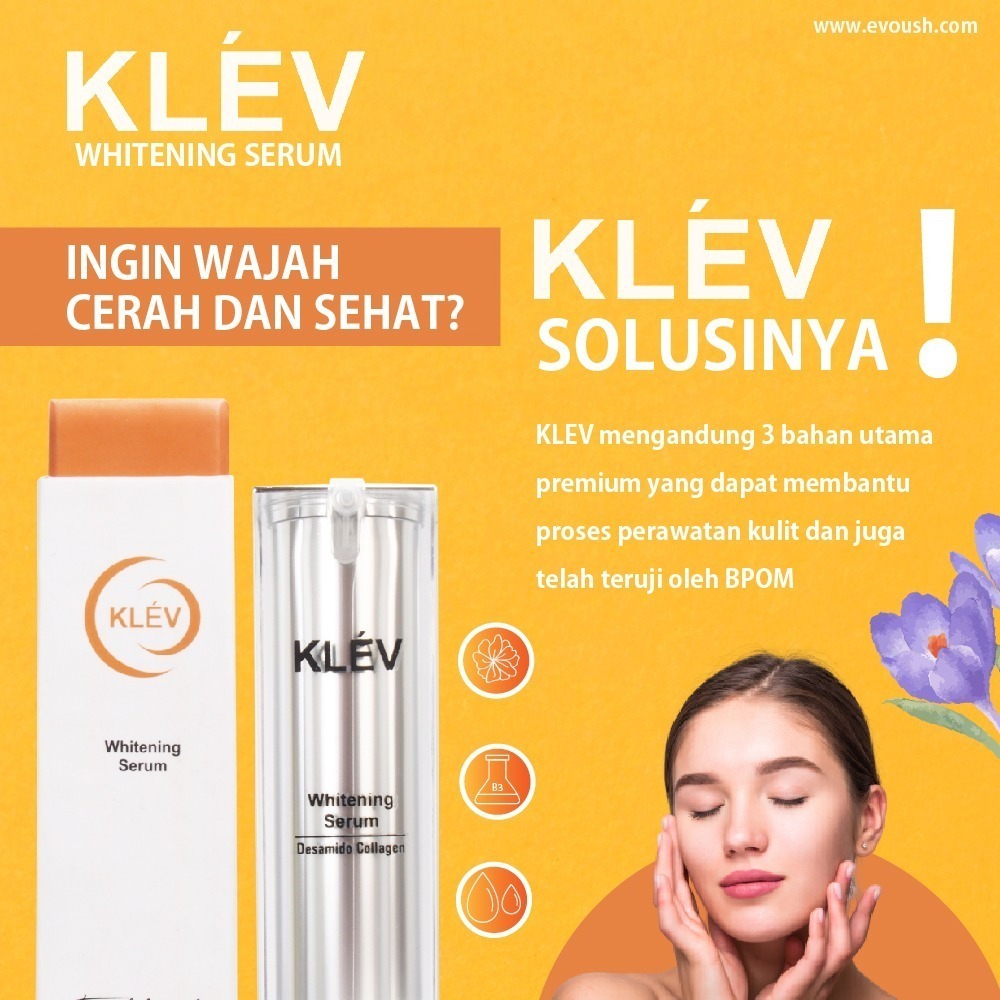 www.evoush.com
KLÉV
WHITENING SERUM
INGIN WAJAH
CERAH DAN SEHAT?
KLÉV
SOLUSINYA !
KLEV mengandung 3 bahan utama
premium yang dapat membantu
proses perawatan kulit dan juga
telah teruji oleh BPOM
KLÉV
Whitening
Serum
KLÉV
Whitening
Serum
Desamido Collagen
B3